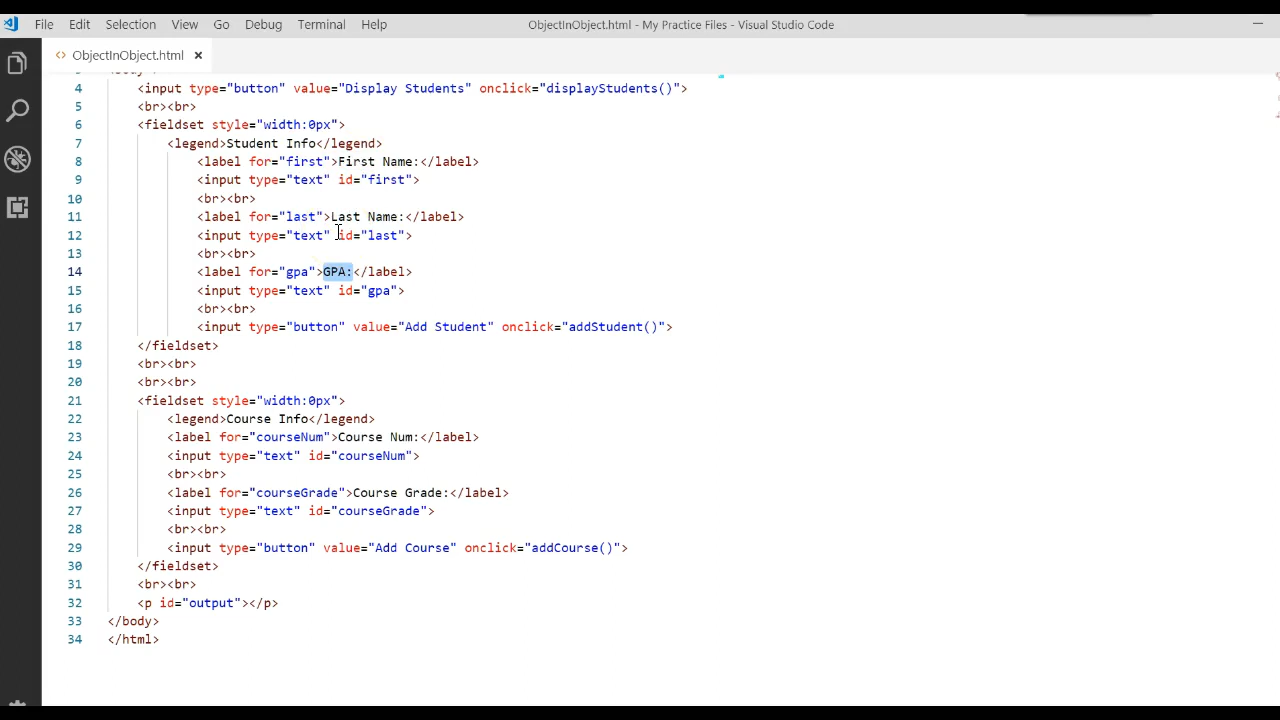 File Edit Selection View Go Debug Terminal Help ObjectInObject.html - My Practice Files - Visual Studio Code
<> ObjectInObject.html ×
4 <input type="button" value="Display Students" onclick="displayStudents()">
5 <br><br>
6 <fieldset style="width:0px">
7 <legend>Student Info</legend>
8 <label for="first">First Name:</label>
9 <input type="text" id="first">
10 <br><br>
11 <label for="last">Last Name:</label>
12 <input type="text" id="last">
13 <br><br>
14 <label for="gpa">GPA:</label>
15 <input type="text" id="gpa">
16 <br><br>
17 <input type="button" value="Add Student" onclick="addStudent()">
18 </fieldset>
19 <br><br>
20 <br><br>
21 <fieldset style="width:0px">
22 <legend>Course Info</legend>
23 <label for="courseNum">Course Num:</label>
24 <input type="text" id="courseNum">
25 <br><br>
26 <label for="courseGrade">Course Grade:</label>
27 <input type="text" id="courseGrade">
28 <br><br>
29 <input type="button" value="Add Course" onclick="addCourse()">
30 </fieldset>
31 <br><br>
32 <p id="output"></p>
33 </body>
34 </html>